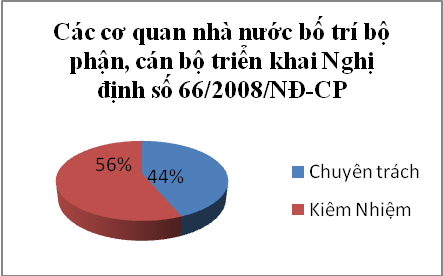 Các cơ quan nhà nước bố trí bộ
phận, cán bộ triển khai Nghị
định số 66/2008/NĐ-CP
56%
44%
Chuyên trách
Kiêm Nhiệm